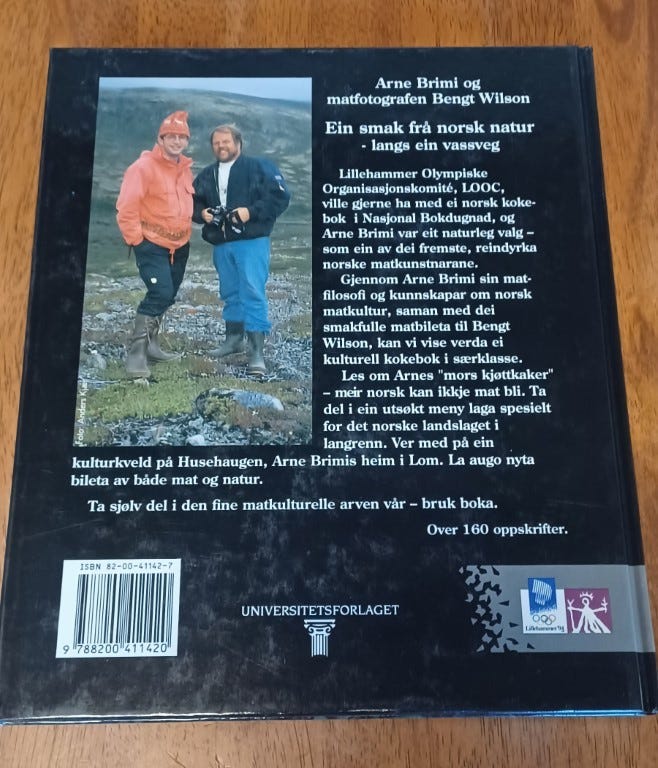 Arne Brimi og
matfotografen Bengt Wilson
Ein smak frå norsk natur
- langs ein vassveg
Lillehammer Olympiske
Organisasjonskomité, LOOC,
ville gjerne ha med ei norsk koke-
bok i Nasjonal Bokdugnad, og
Arne Brimi var eit naturleg valg –
som ein av dei fremste, reindyrka
norske matkunstnarane.
Gjennom Arne Brimi sin mat-
filosofi og kunnskapar om norsk
matkultur, saman med dei
smakfulle matbileta til Bengt
Wilson, kan vi vise verda ei
kulturell kokebok i særklasse.
Les om Arnes "mors kjøttkaker"
– meir norsk kan ikkje mat bli. Ta
del i ein utsøkt meny laga spesielt
for det norske landslaget i
langrenn. Ver med på ein
kulturkveld på Husehaugen, Arne Brimis heim i Lom. La augo nyta
bileta av både mat og natur.
Ta sjølv del i den fine matkulturelle arven vår – bruk boka.
Over 160 oppskrifter.
Foto: Anders
ISBN 82-00-41142-7
9 788200 411420
UNIVERSITETSFORLAGET
Lillehammer'94